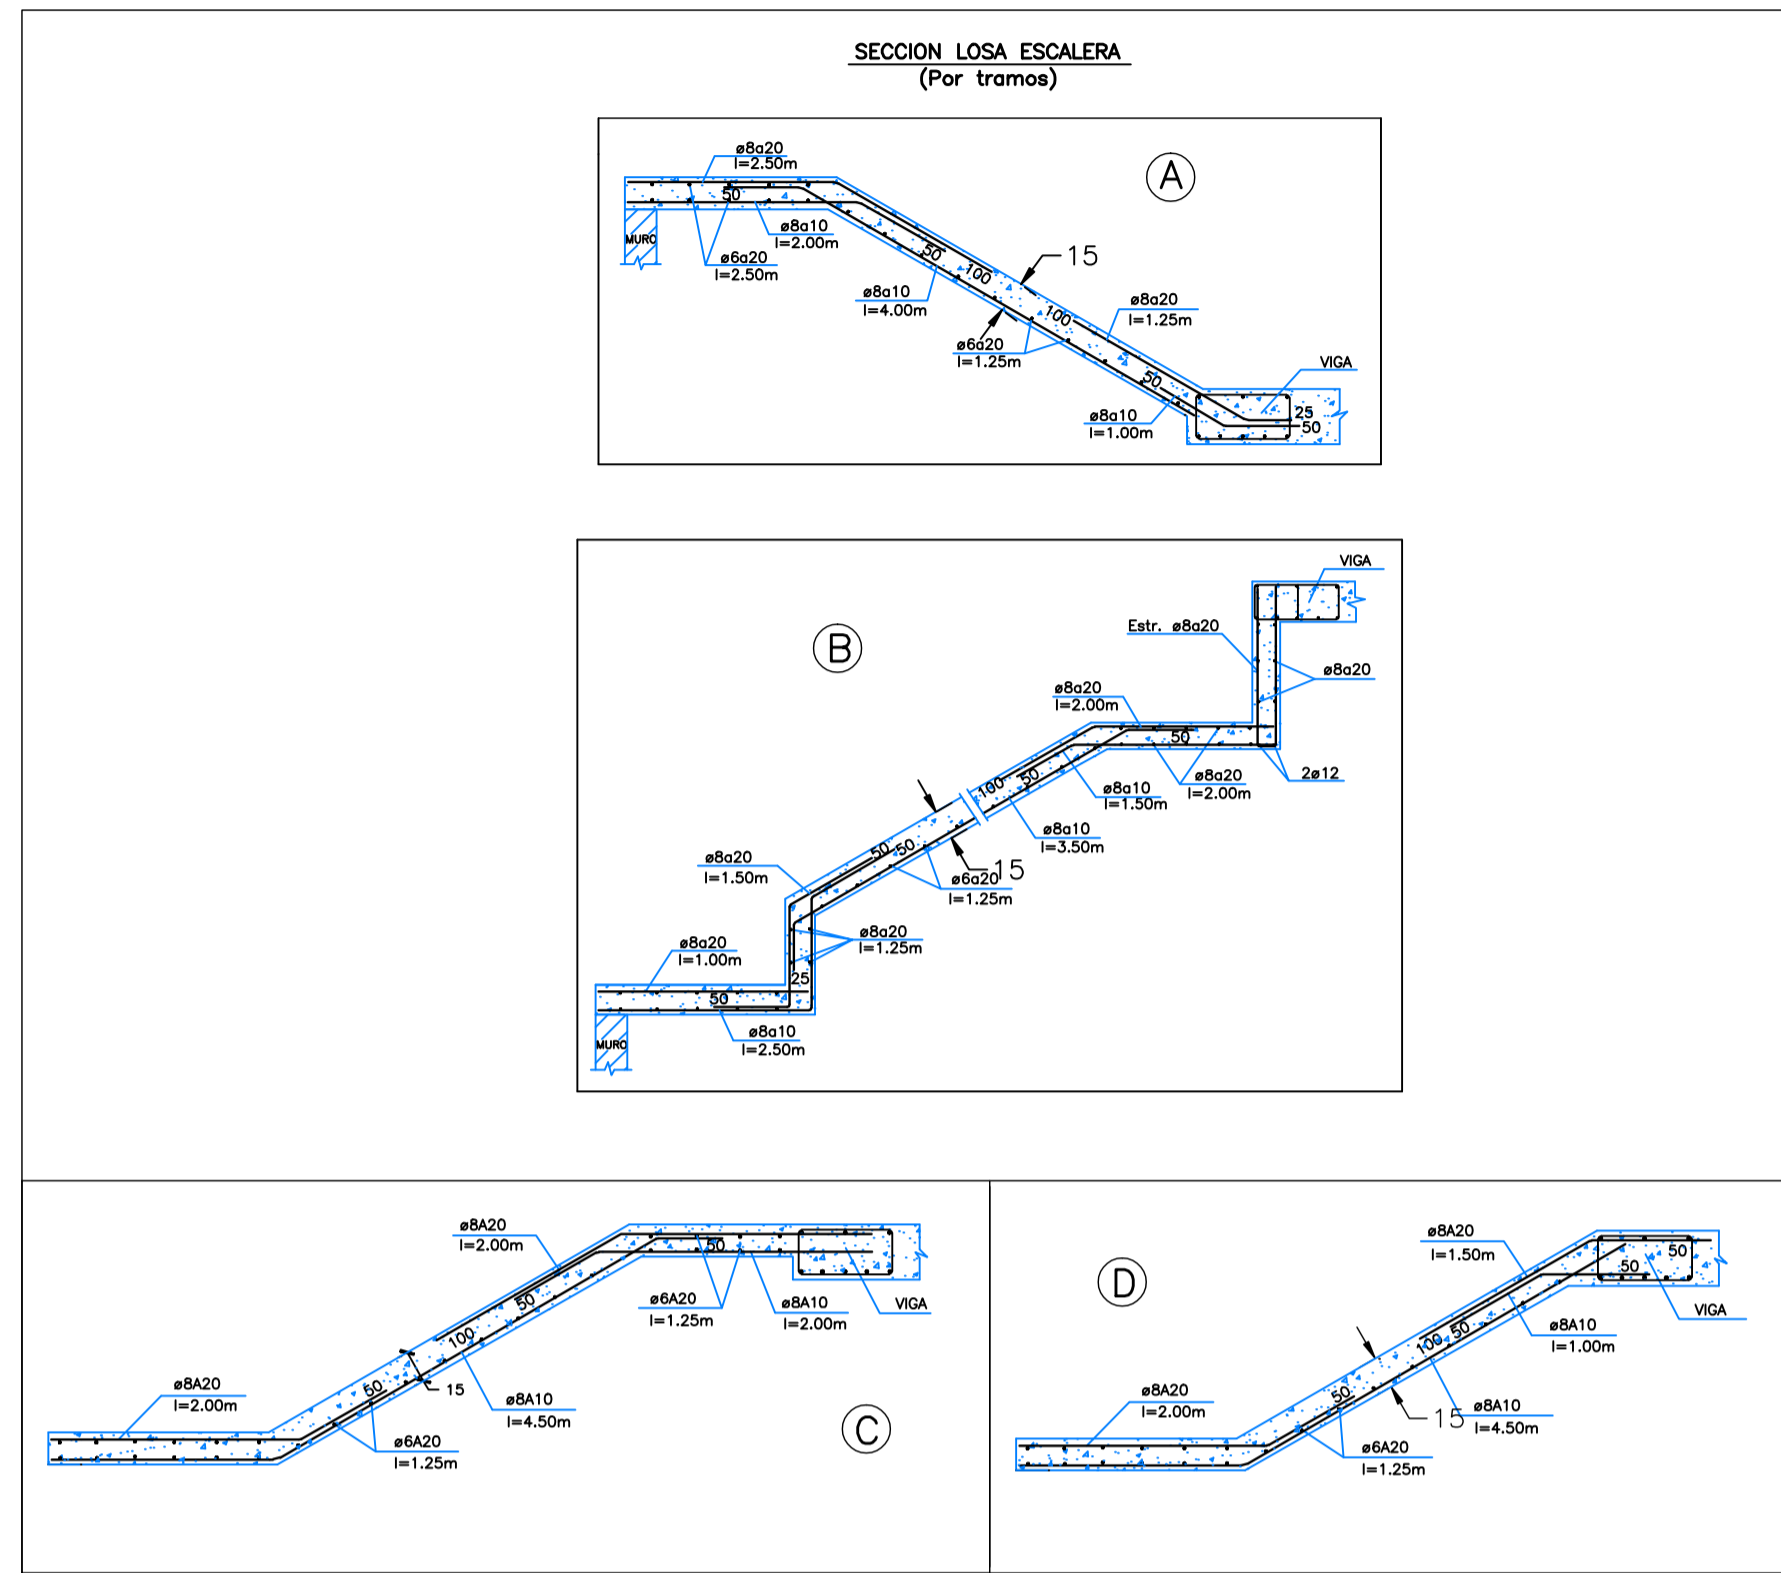 SECCION LOSA ESCALERA
(Por tramos)
A
ø8a20
l=2.50m
50
MURO
ø8a10
l=2.00m
ø6a20
l=2.50m
50
100
15
ø8a10
l=4.00m
100
ø8a20
l=1.25m
ø6a20
l=1.25m
VIGA
50
ø8a10
l=1.00m
25
50
B
VIGA
Estr. ø8a20
ø8a20
ø8a20
l=2.00m
50
ø8a20
l=2.00m
2ø12
100
50
ø8a10
l=1.50m
ø8a10
l=3.50m
50
50
15
ø8a20
l=1.50m
ø6a20
l=1.25m
ø8a20
l=1.25m
ø8a20
l=1.00m
25
50
ø8a10
l=2.50m
MURO
ø8A20
l=2.00m
50
ø6A20
l=1.25m
ø8A10
l=2.00m
VIGA
50
100
15
ø8A10
l=4.50m
50
ø8A20
l=2.00m
ø6A20
l=1.25m
C
D
ø8A20
l=1.50m
50
50
VIGA
100
50
ø8A10
l=1.00m
ø8A20
l=2.00m
50
15
ø8A10
l=4.50m
ø6A20
l=1.25m